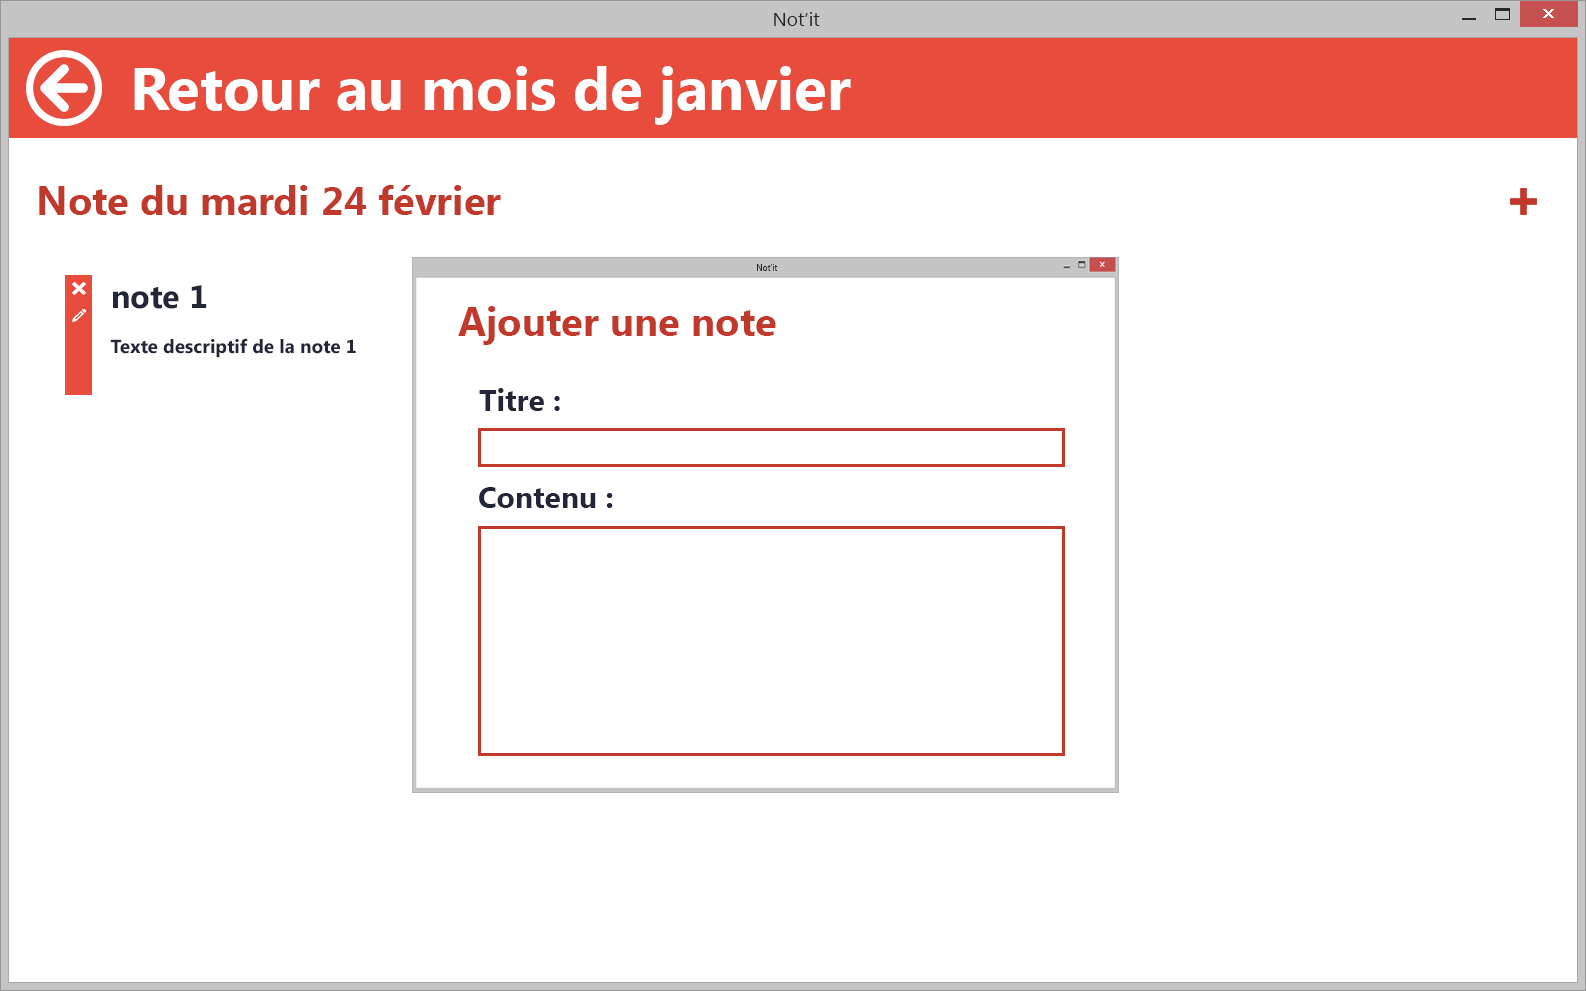 Not'it
Retour au mois de janvier
Note du mardi 24 février
note 1
Texte descriptif de la note 1
Not'it
Ajouter une note
Titre :
Contenu :